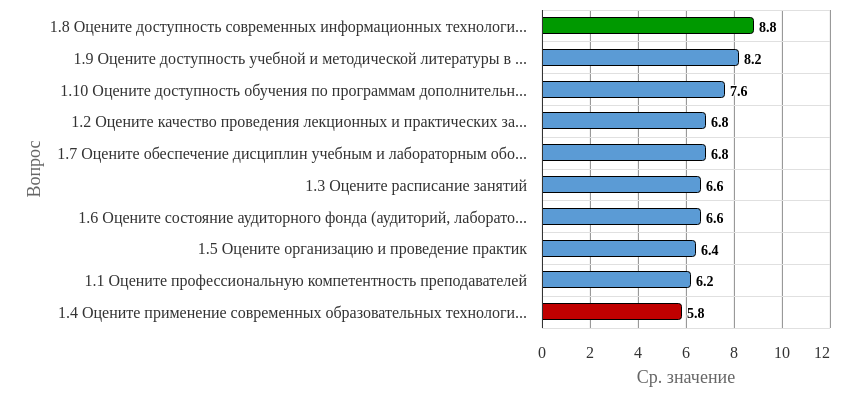 1.8 Оцените доступность современных информационных технологи... 8.8
1.9 Оцените доступность учебной и методической литературы в ... 8.2
1.10 Оцените доступность обучения по программам дополнительн... 7.6
1.2 Оцените качество проведения лекционных и практических за... 6.8
1.7 Оцените обеспечение дисциплин учебным и лабораторным обо... 6.8
1.3 Оцените расписание занятий 6.6
1.6 Оцените состояние аудиторного фонда (аудиторий, лаборато... 6.6
1.5 Оцените организацию и проведение практик 6.4
1.1 Оцените профессиональную компетентность преподавателей 6.2
1.4 Оцените применение современных образовательных технологи... 5.8
Вопрос
0 2 4 6 8 10 12
Ср. значение